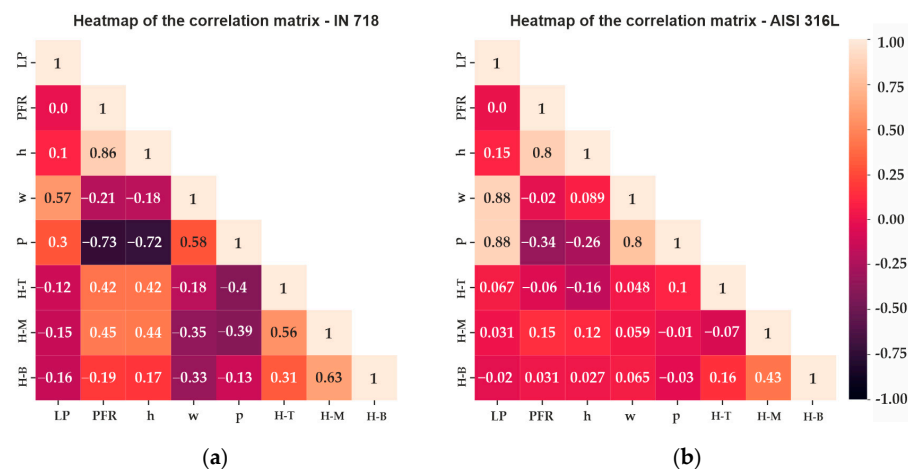 Heatmap of the correlation matrix - IN 718
LP 1
PFR 0.0 1
h 0.1 0.86 1
w 0.57 −0.21 −0.18 1
p 0.3 −0.73 −0.72 0.58 1
H-T −0.12 0.42 0.42 −0.18 −0.4 1
H-M −0.15 0.45 0.44 −0.35 −0.39 0.56 1
H-B −0.16 −0.19 0.17 −0.33 −0.13 0.31 0.63 1
LP PFR h w p H-T H-M H-B
(a)
Heatmap of the correlation matrix - AISI 316L
LP 1
PFR 0.0 1
h 0.15 0.8 1
w 0.88 −0.02 0.089 1
p 0.88 −0.34 −0.26 0.8 1
H-T 0.067 −0.06 −0.16 0.048 0.1 1
H-M 0.031 0.15 0.12 0.059 −0.01 −0.07 1
H-B −0.02 0.031 0.027 0.065 −0.03 0.16 0.43 1
LP PFR h w p H-T H-M H-B
(b)
1.00
0.75
0.50
0.25
0.00
−0.25
−0.50
−0.75
−1.00